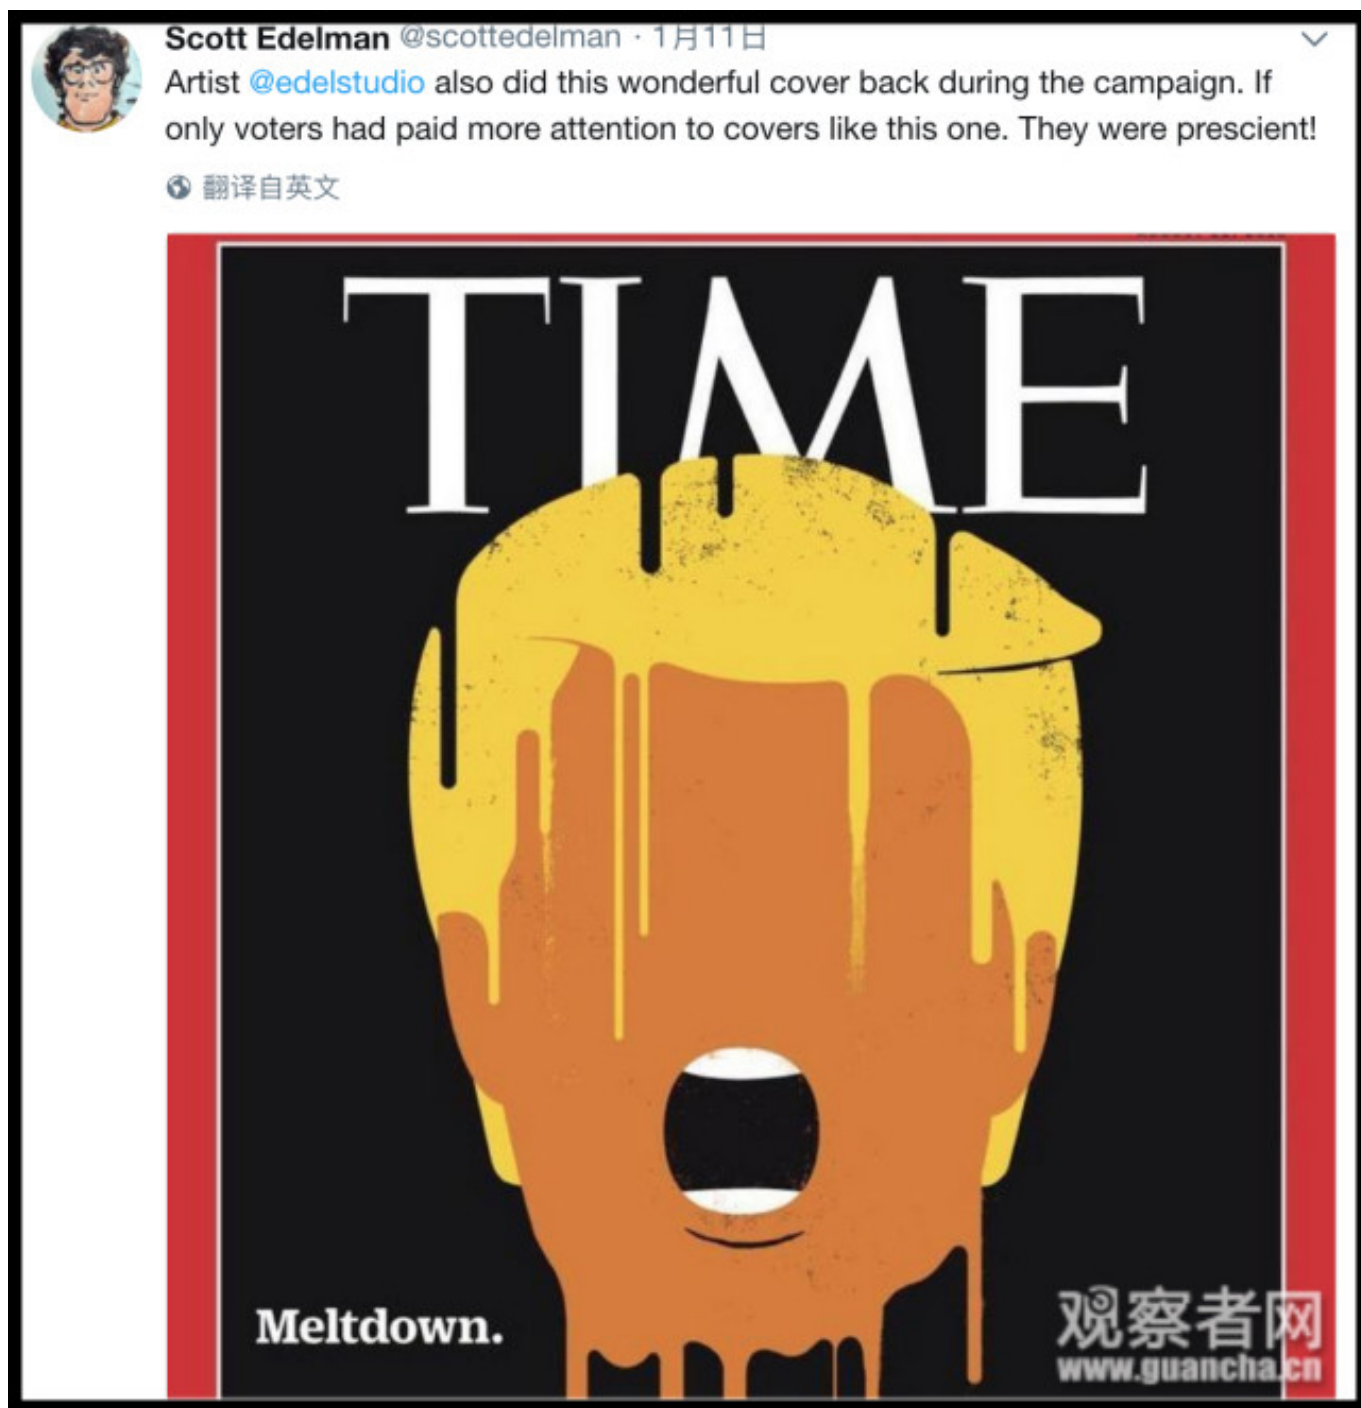 Scott Edelman @scottedelman · 1月11日
Artist @edelstudio also did this wonderful cover back during the campaign. If
only voters had paid more attention to covers like this one. They were prescient!
翻译自英文
TIME
Meltdown.
观察者网
www.guancha.cn